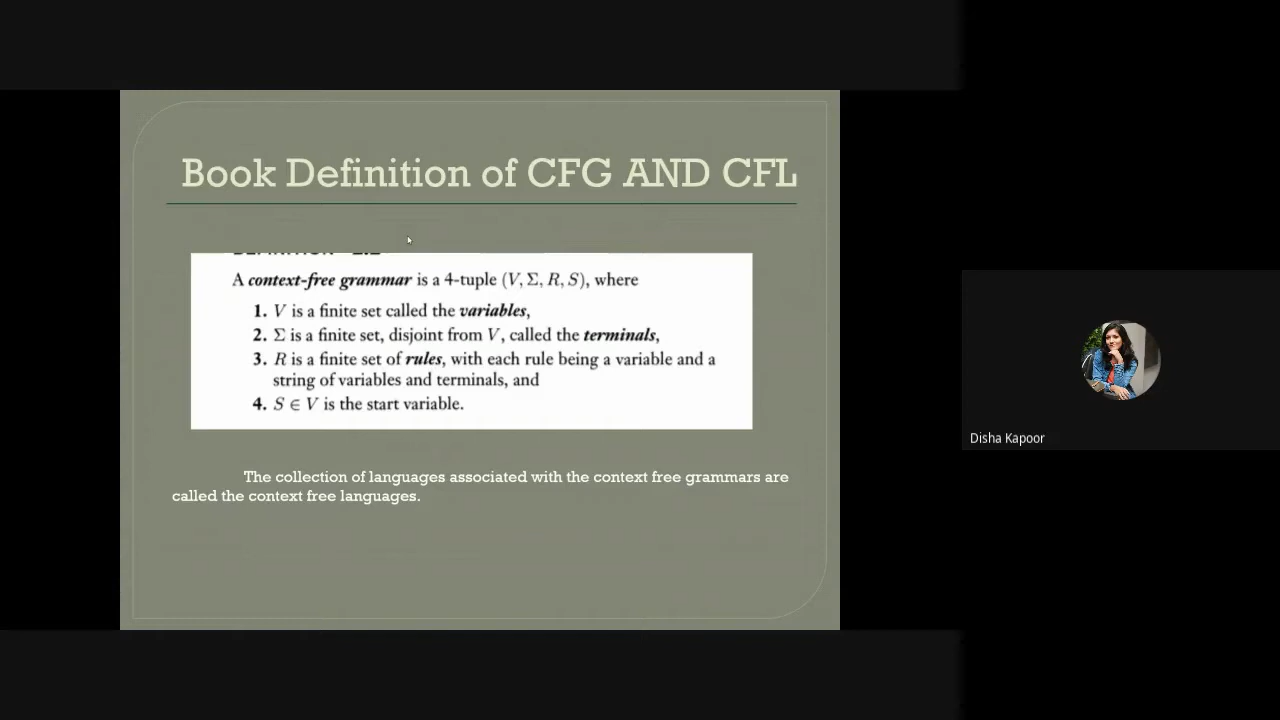 Book Definition of CFG AND CFL
A context-free grammar is a 4-tuple (V, Σ, R, S), where
1. V is a finite set called the variables,
2. Σ is a finite set, disjoint from V, called the terminals,
3. R is a finite set of rules, with each rule being a variable and a
string of variables and terminals, and
4. S ∈ V is the start variable.
The collection of languages associated with the context free grammars are
called the context free languages.
Disha Kapoor